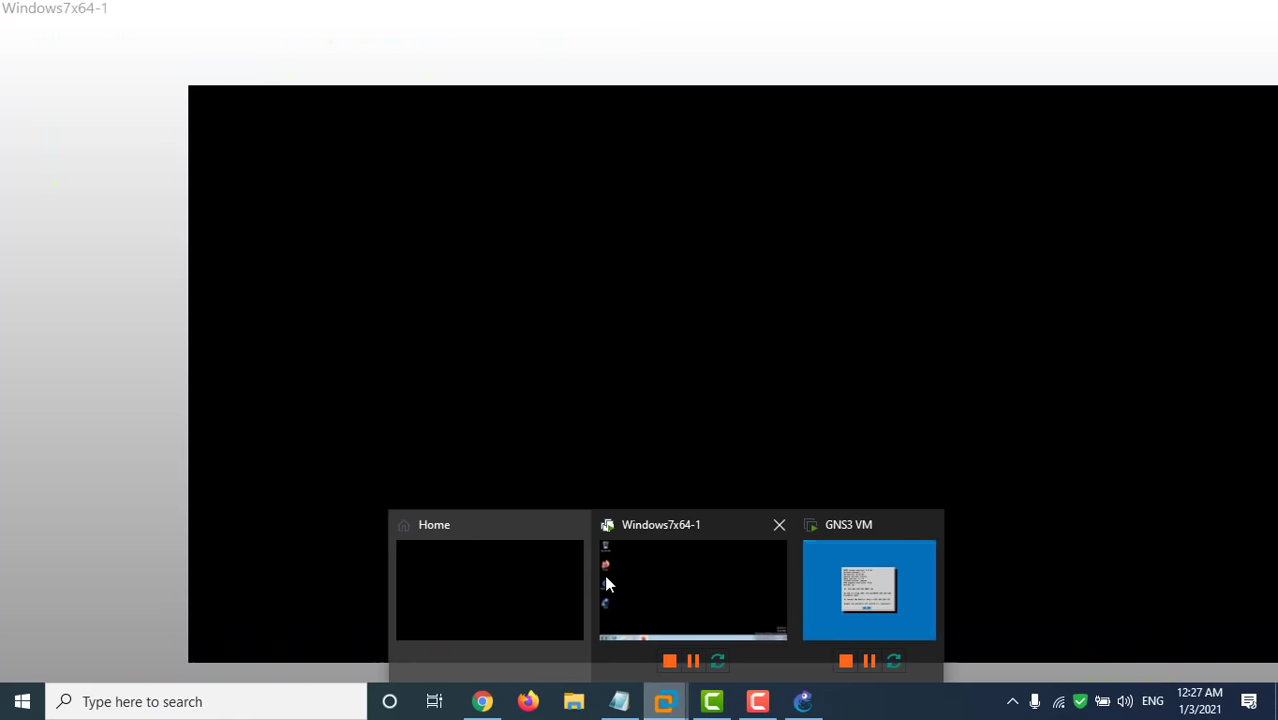 Windows7x64-1
Home
Windows7x64-1
GNS3 VM
Type here to search
ENG
12:27 AM
1/3/2021